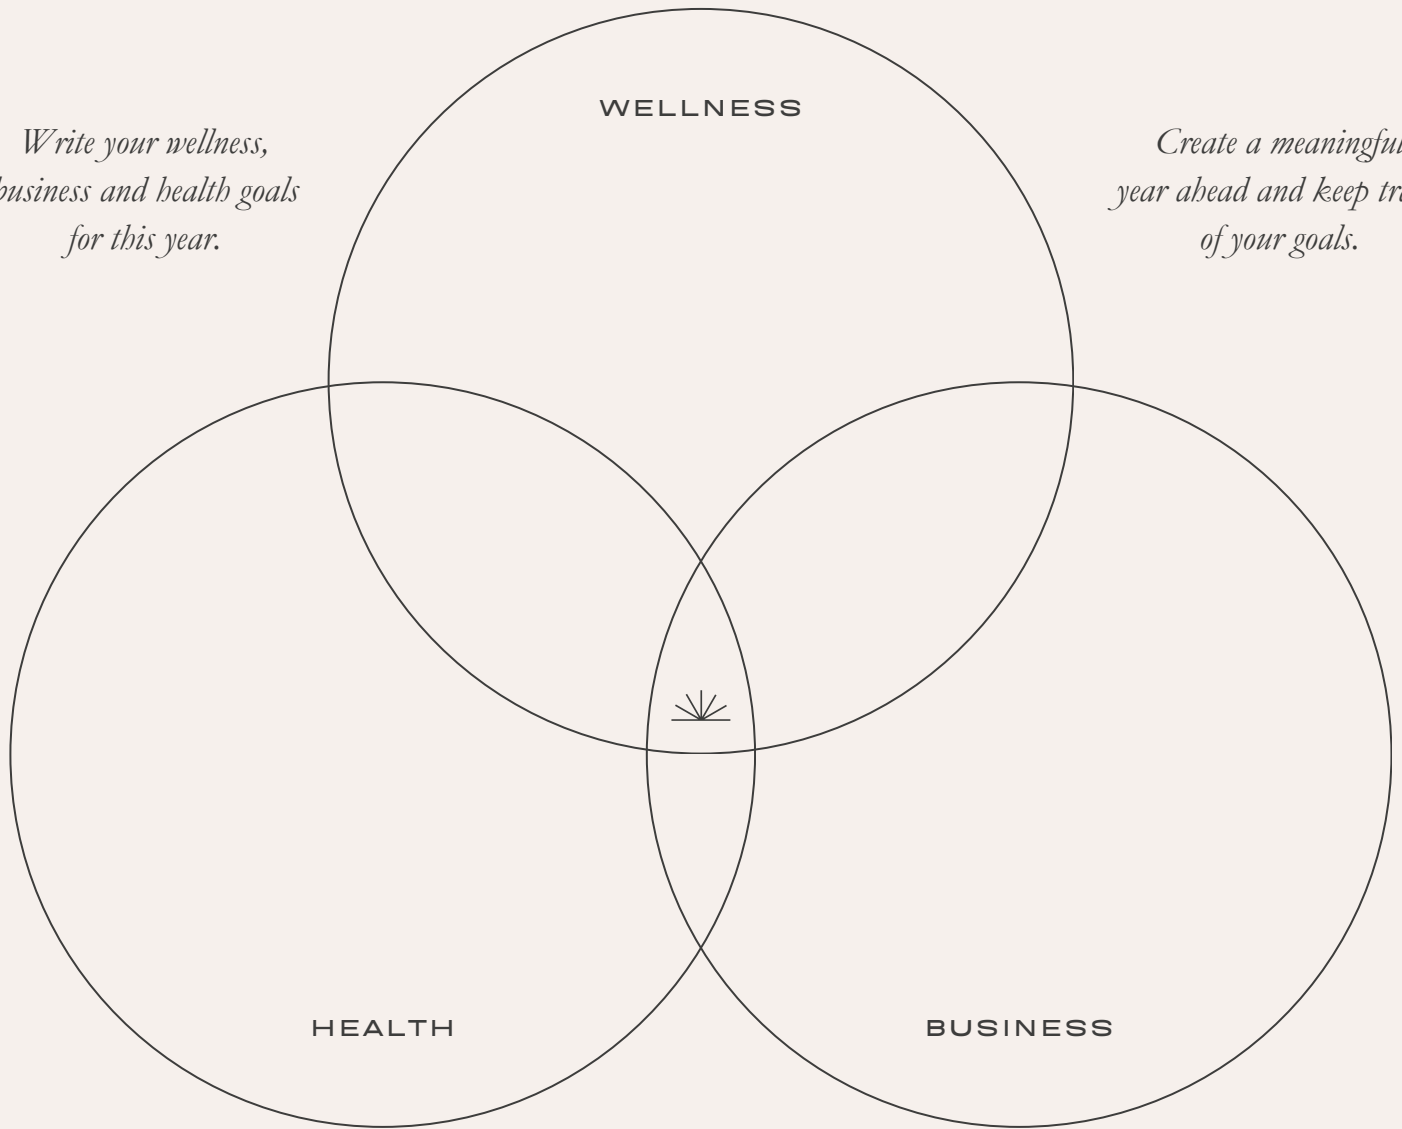 WELLNESS
Write your wellness,
business and health goals
for this year.
Create a meaningful
year ahead and keep
of your goals.
HEALTH
BUSINESS